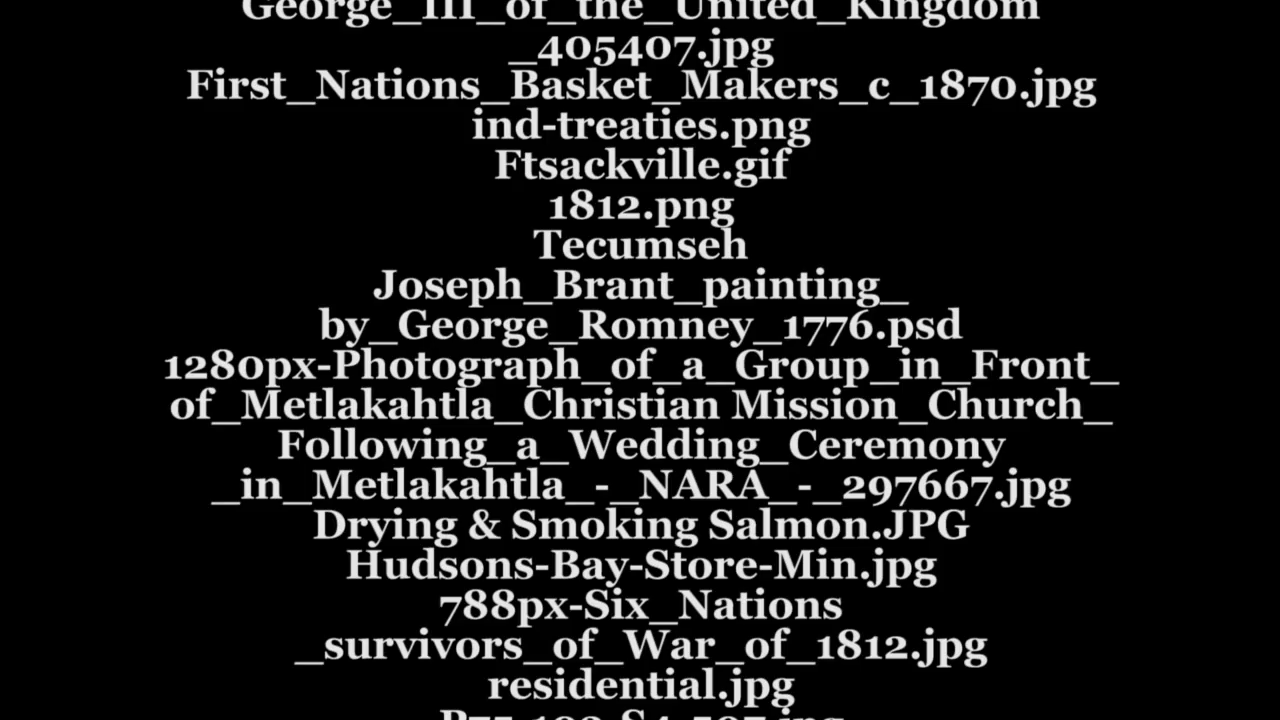 George_III_of_the_United_Kingdom
_405407.jpg
First_Nations_Basket_Makers_c_1870.jpg
ind-treaties.png
Ftsackville.gif
1812.png
Tecumseh
Joseph_Brant_painting_
by_George_Romney_1776.psd
1280px-Photograph_of_a_Group_in_Front_
of_Metlakahtla_Christian Mission_Church_
Following_a_Wedding_Ceremony
_in_Metlakahtla_-_NARA_-_297667.jpg
Drying & Smoking Salmon.JPG
Hudsons-Bay-Store-Min.jpg
788px-Six_Nations
_survivors_of_War_of_1812.jpg
residential.jpg